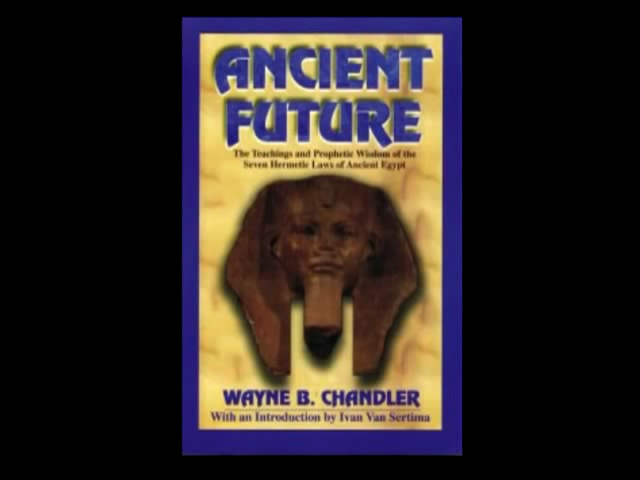 ANCIENT
FUTURE
The Teachings and Prophetic Wisdom of the
Seven Hermetic Laws of Ancient Egypt
WAYNE B. CHANDLER
With an Introduction by Ivan Van Sertima